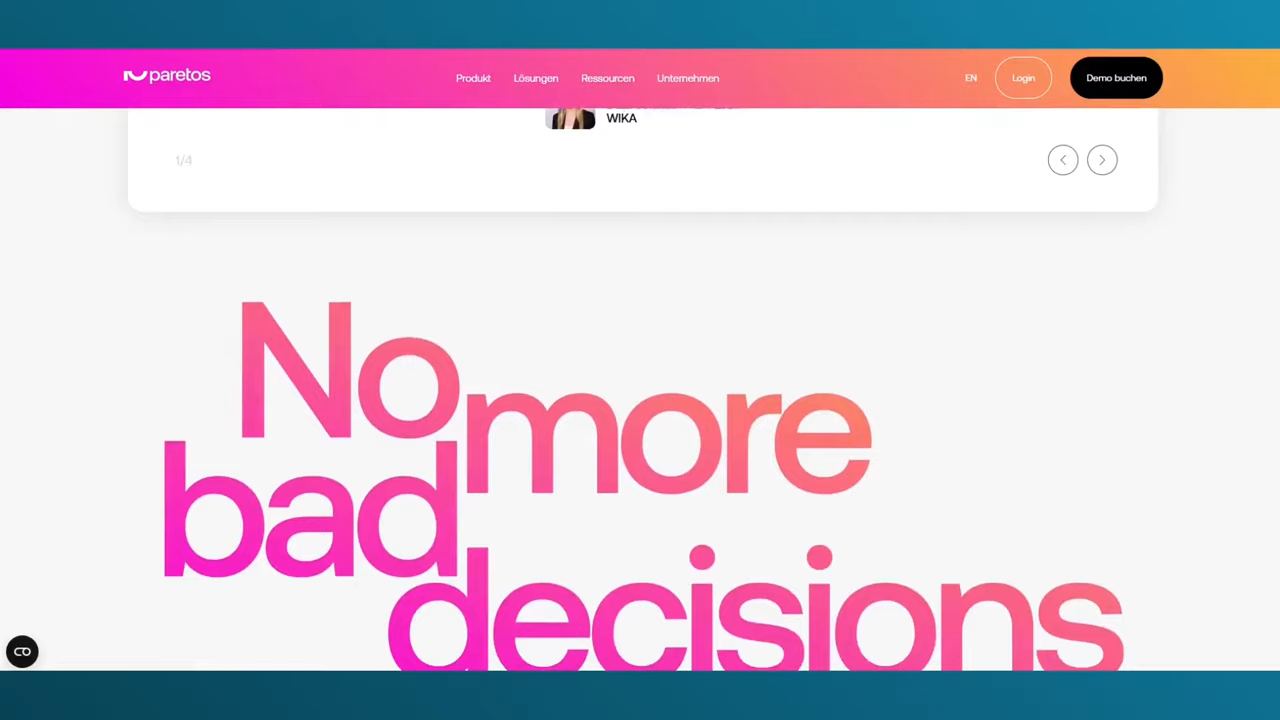 paretos
Produkt
Lösungen
Ressourcen
Unternehmen
EN
Login
Demo buchen
WIKA
1/4
No more
bad
decisions